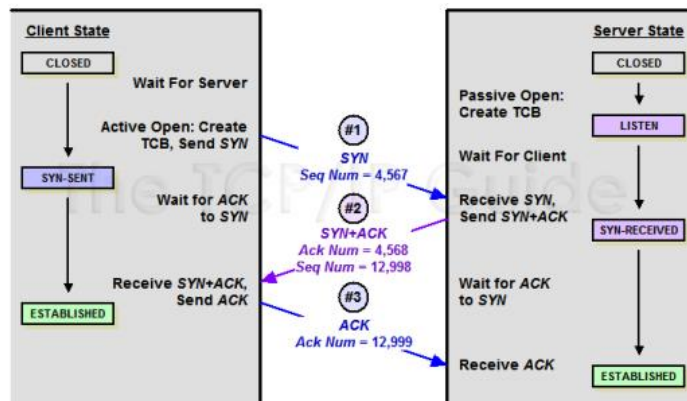 Client State
CLOSED
Wait For Server
Active Open: Create
TCB, Send SYN
SYN-SENT
Wait for ACK
to SYN
Receive SYN+ACK,
Send ACK
ESTABLISHED
#1
SYN
Seq Num = 4,567
#2
SYN+ACK
Ack Num = 4,568
Seq Num = 12,998
#3
ACK
Ack Num = 12,999
Server State
CLOSED
Passive Open:
Create TCB
LISTEN
Wait For Client
Receive SYN,
Send SYN+ACK
SYN-RECEIVED
Wait for ACK
to SYN
Receive ACK
ESTABLISHED
The TCP/IP Guide